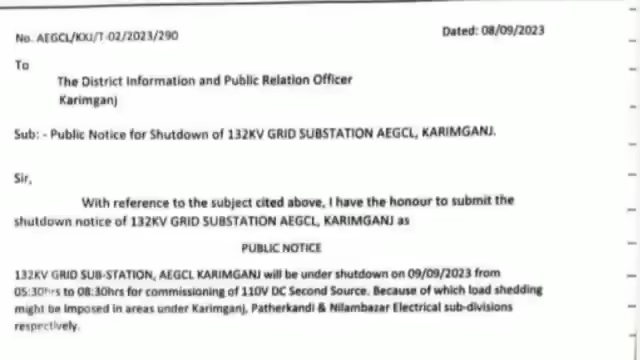 No. AEGCL/KXJ/T-02/2023/290
Dated: 08/09/2023
To
The District Information and Public Relation Officer
Karimganj
Sub: - Public Notice for Shutdown of 132KV GRID SUBSTATION AEGCL, KARIMGANJ.
Sir,
With reference to the subject cited above, I have the honour to submit the
shutdown notice of 132KV GRID SUBSTATION AEGCL, KARIMGANJ as
PUBLIC NOTICE
132KV GRID SUB-STATION, AEGCL KARIMGANJ will be under shutdown on 09/09/2023 from
05:30hrs to 08:30hrs for commissioning of 110V DC Second Source. Because of which load shedding
might be imposed in areas under Karimganj, Patherkandi & Nilambazar Electrical sub-divisions
respectively.